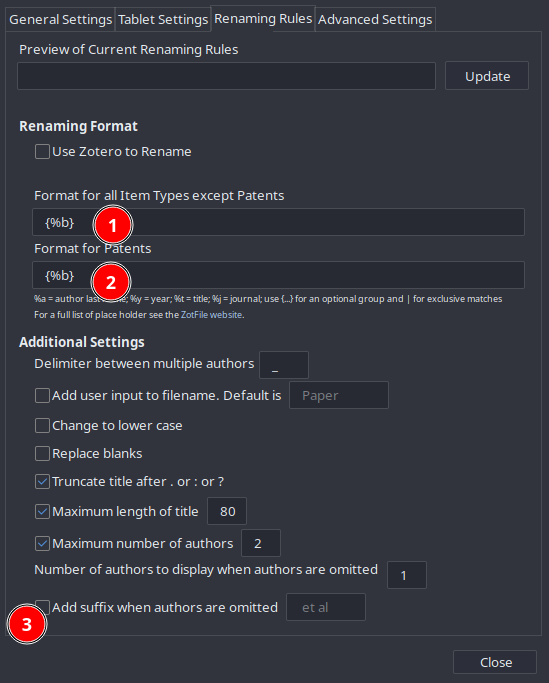 General Settings Tablet Settings Renaming Rules Advanced Settings
Preview of Current Renaming Rules
Update
Renaming Format
Use Zotero to Rename
Format for all Item Types except Patents
{%b} 1
Format for Patents
{%b} 2
%a = author last ; %y = year; %t = title; %j = journal; use {...} for an optional group and | for exclusive matches
For a full list of place holder see the ZotFile website.
Additional Settings
Delimiter between multiple authors _
Add user input to filename. Default is Paper
Change to lower case
Replace blanks
Truncate title after . or : or ?
Maximum length of title 80
Maximum number of authors 2
Number of authors to display when authors are omitted 1
Add suffix when authors are omitted et al
3
Close